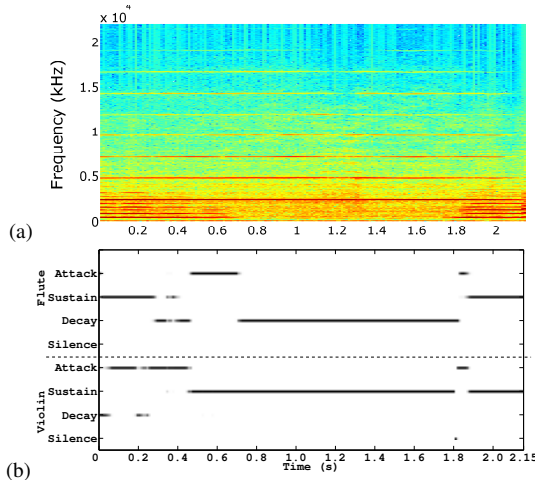 x 10^4
2
1.5
1
0.5
0
Frequency (kHz)
0.2 0.4 0.6 0.8 1 1.2 1.4 1.6 1.8 2
(a)
Flute
Attack
Sustain
Decay
Silence
Violin
Attack
Sustain
Decay
Silence
0 0.2 0.4 0.6 0.8 1.0 1.2 1.4 1.6 1.8 2.0 2.15
Time (s)
(b)